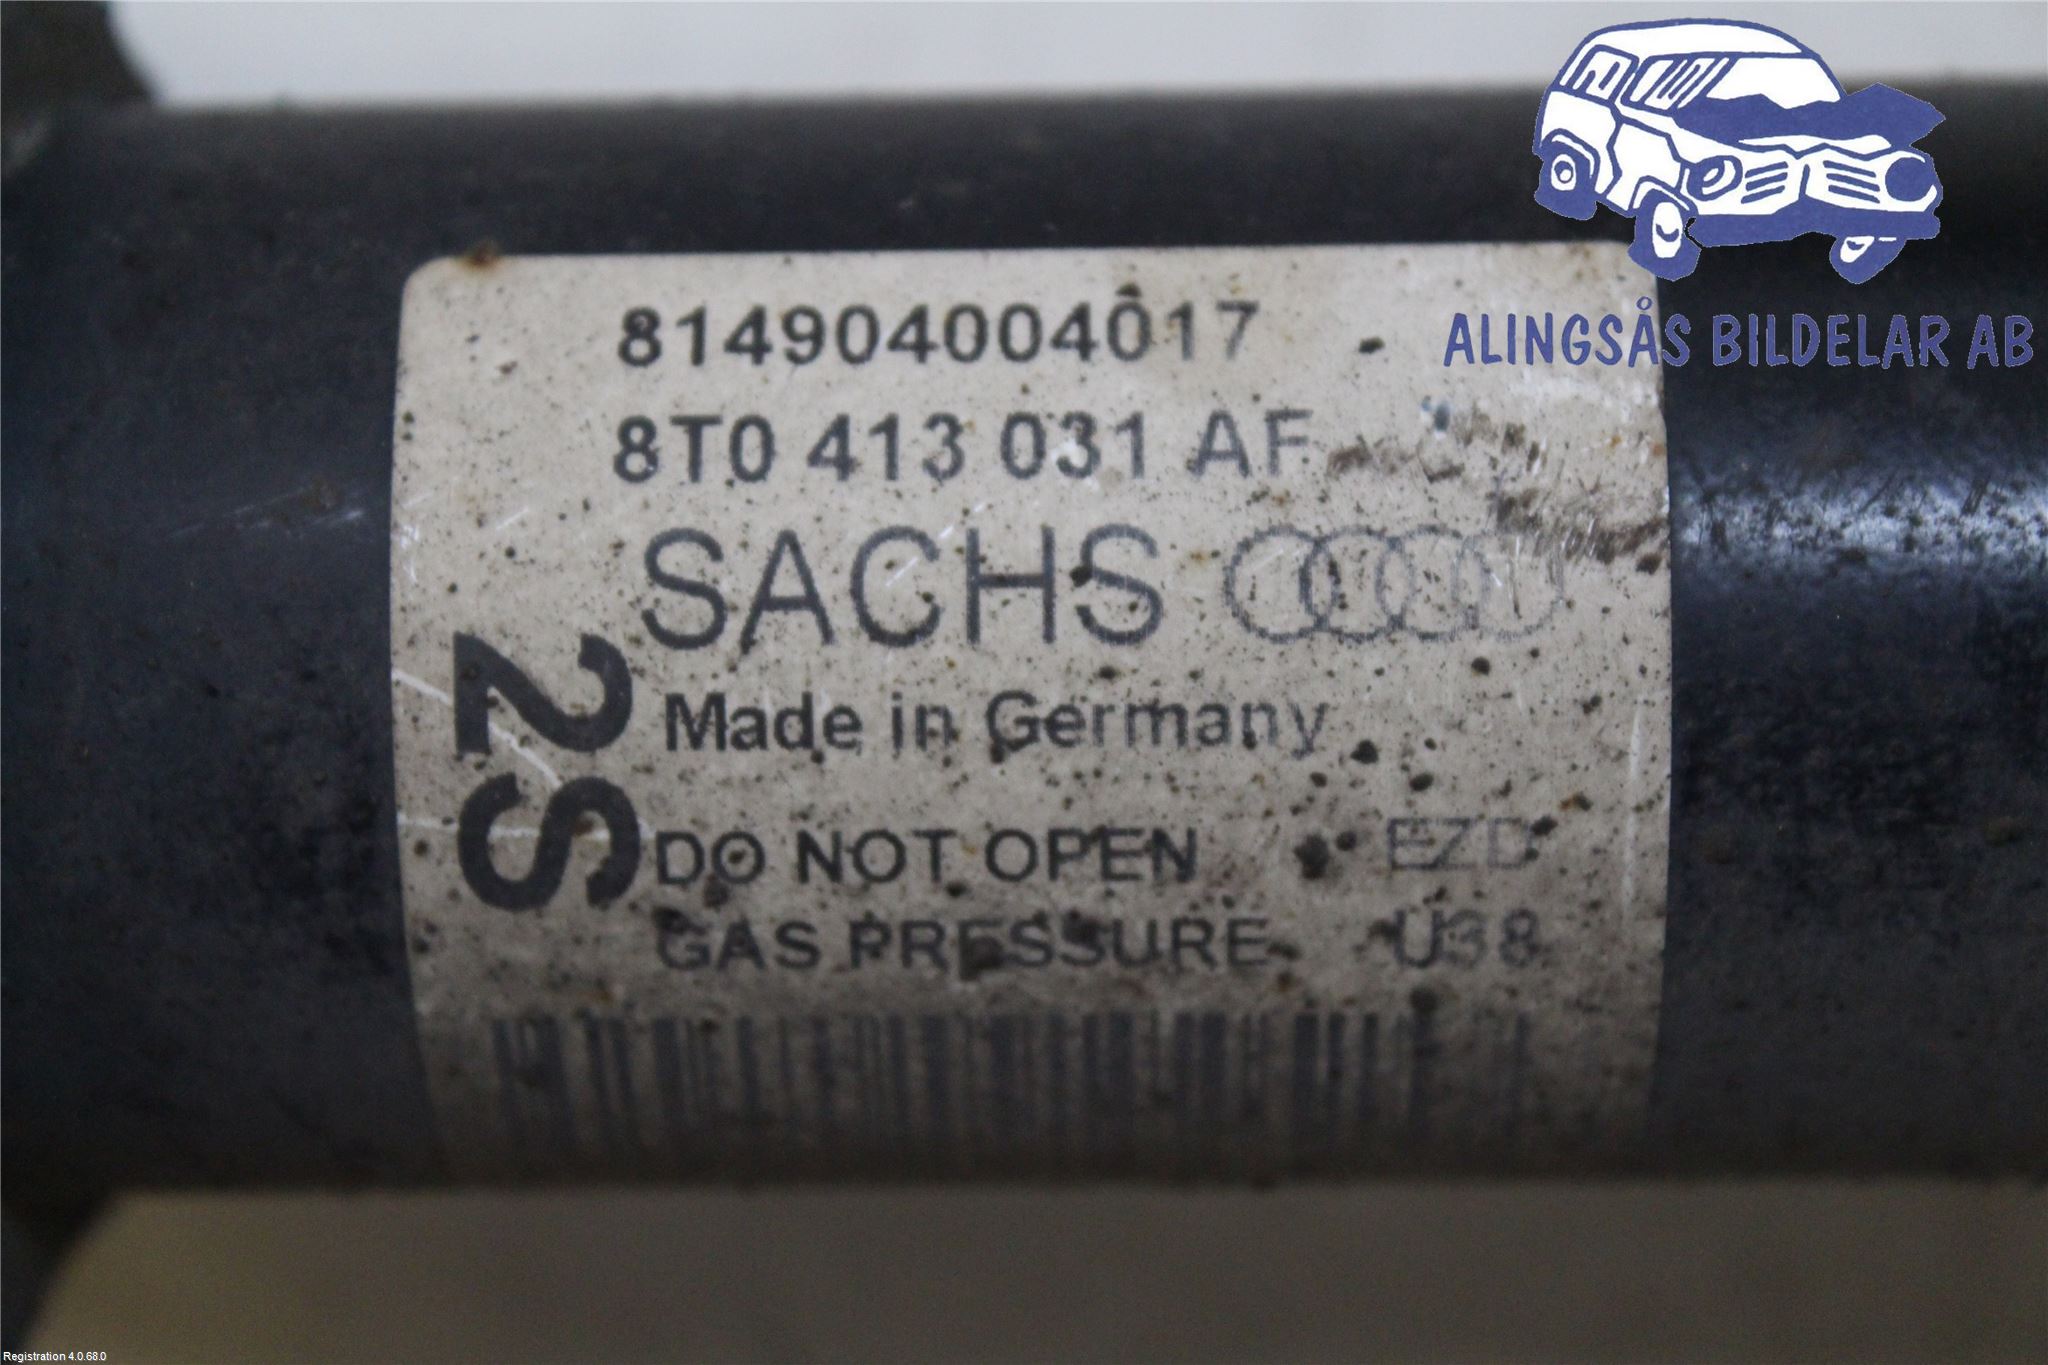 ALINGSÅS BILDELAR AB
814904004017
8T0 413 031 AF
SACHS
2S
Made in Germany
DO NOT OPEN EZD
GAS PRESSURE U38
Registration 4.0.68.0